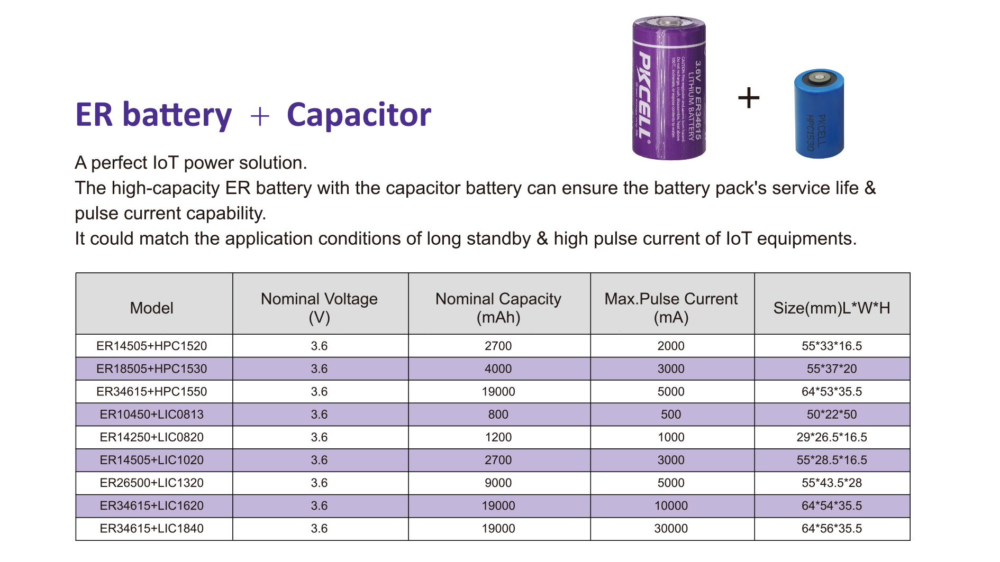 PKCELL®
Green energy easy life
CAUTION: Fire, explosion and severe burn hazard.
Do not recharge, crush, disassemble, heat above
100°C, incinerate, or expose contents to water.
3.6V D ER34615
LITHIUM BATTERY
+
PKCELL
HPC1530
ER battery + Capacitor
A perfect IoT power solution.
The high-capacity ER battery with the capacitor battery can ensure the battery pack's service life &
pulse current capability.
It could match the application conditions of long standby & high pulse current of IoT equipments.
Model Nominal Voltage (V) Nominal Capacity (mAh) Max.Pulse Current (mA) Size(mm)L*W*H
ER14505+HPC1520 3.6 2700 2000 55*33*16.5
ER18505+HPC1530 3.6 4000 3000 55*37*20
ER34615+HPC1550 3.6 19000 5000 64*53*35.5
ER10450+LIC0813 3.6 800 500 50*22*50
ER14250+LIC0820 3.6 1200 1000 29*26.5*16.5
ER14505+LIC1020 3.6 2700 3000 55*28.5*16.5
ER26500+LIC1320 3.6 9000 5000 55*43.5*28
ER34615+LIC1620 3.6 19000 10000 64*54*35.5
ER34615+LIC1840 3.6 19000 30000 64*56*35.5